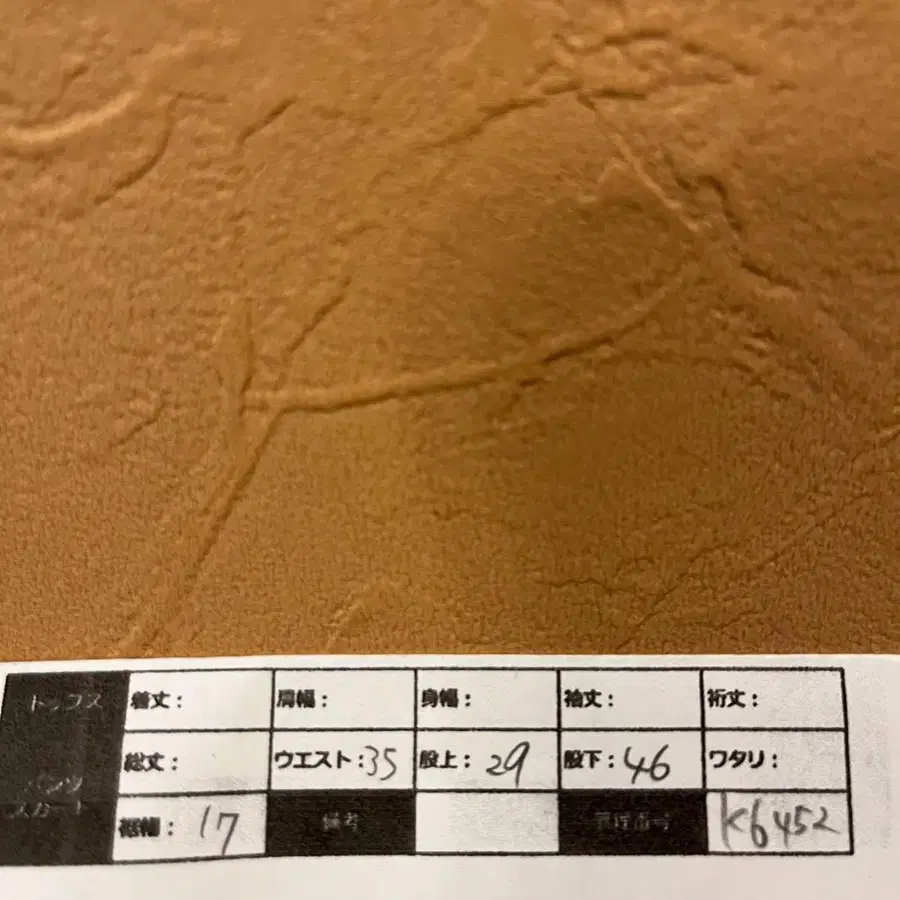 トップス 着丈： 肩幅： 身幅： 袖丈： 裄丈：
パンツ 総丈： ウエスト：35 股上：29 股下：46 ワタリ：
スカート 裾幅：17 備考 管理番号 K6452